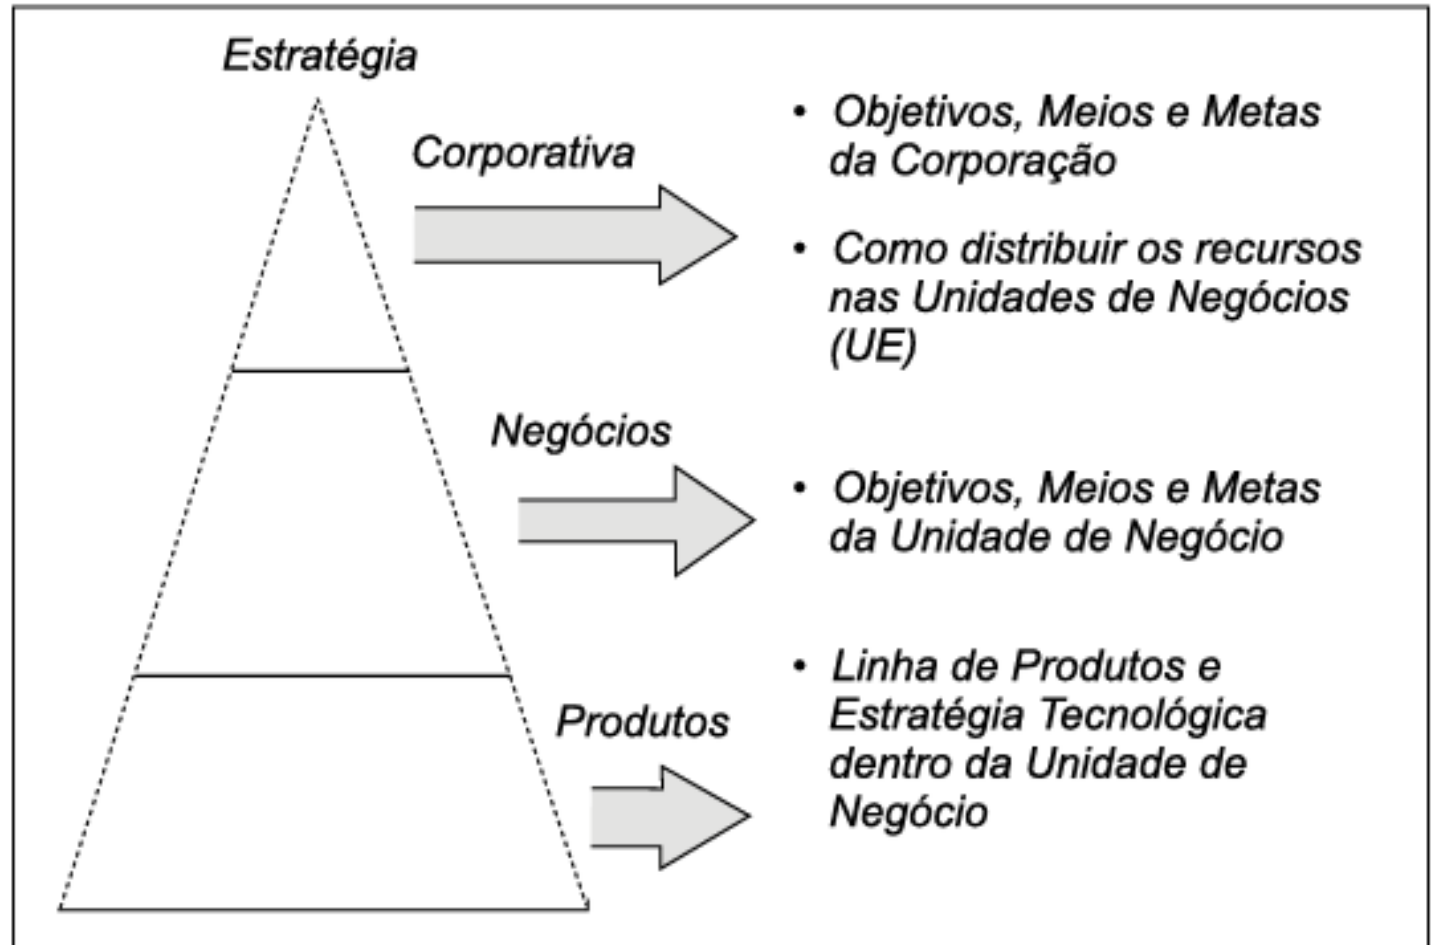 Estratégia
Corporativa
• Objetivos, Meios e Metas
da Corporação
• Como distribuir os recursos
nas Unidades de Negócios
(UE)
Negócios
• Objetivos, Meios e Metas
da Unidade de Negócio
Produtos
• Linha de Produtos e
Estratégia Tecnológica
dentro da Unidade de
Negócio